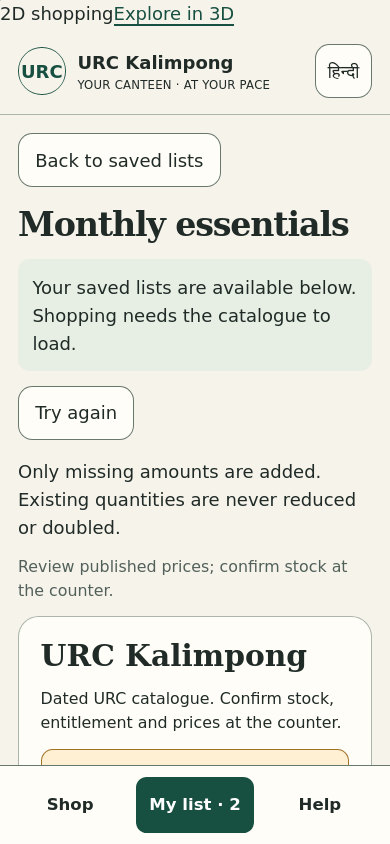 2D shoppingExplore in 3D
URC
URC Kalimpong
YOUR CANTEEN · AT YOUR PACE
हिन्दी
Back to saved lists
Monthly essentials
Your saved lists are available below.
Shopping needs the catalogue to
load.
Try again
Only missing amounts are added.
Existing quantities are never reduced
or doubled.
Review published prices; confirm stock at
the counter.
URC Kalimpong
Dated URC catalogue. Confirm stock,
entitlement and prices at the counter.
Shop
My list · 2
Help